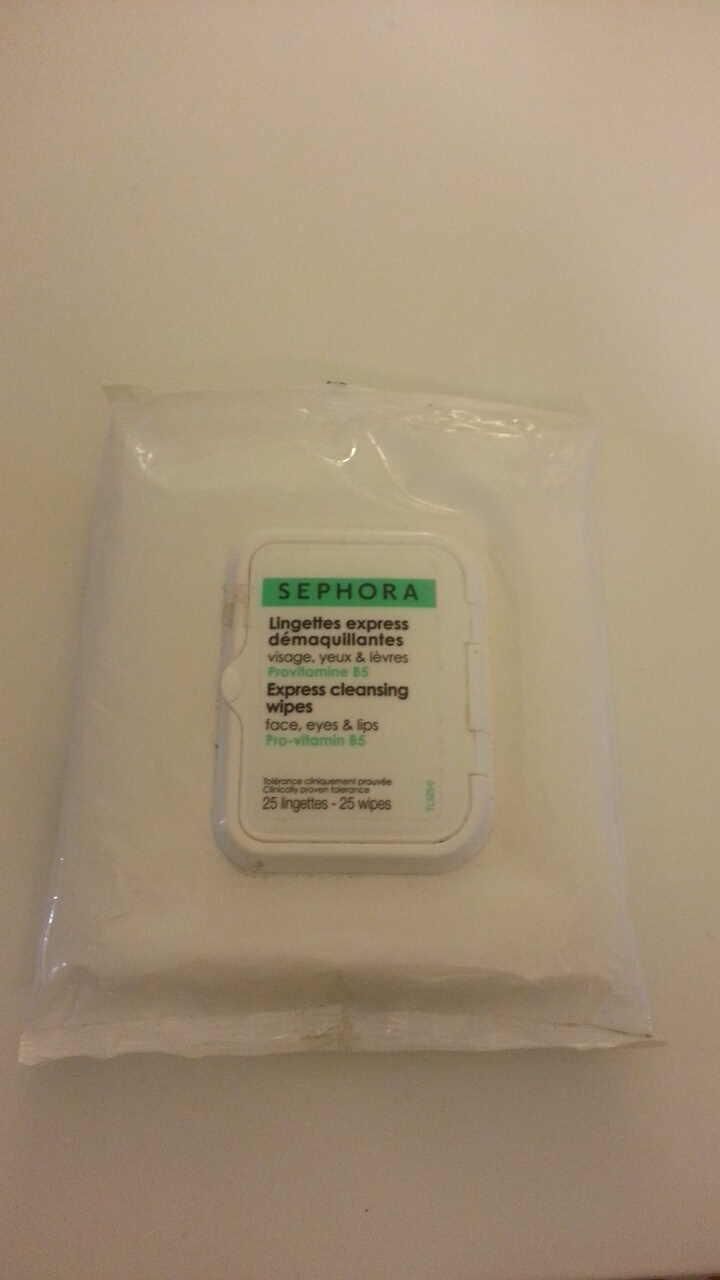 SEPHORA
Lingettes express
démaquillantes
visage, yeux & lèvres
Provitamine B5
Express cleansing
wipes
face, eyes & lips
Pro-vitamin B5
Tolérance cliniquement prouvée
Clinically proven tolerance
25 lingettes - 25 wipes